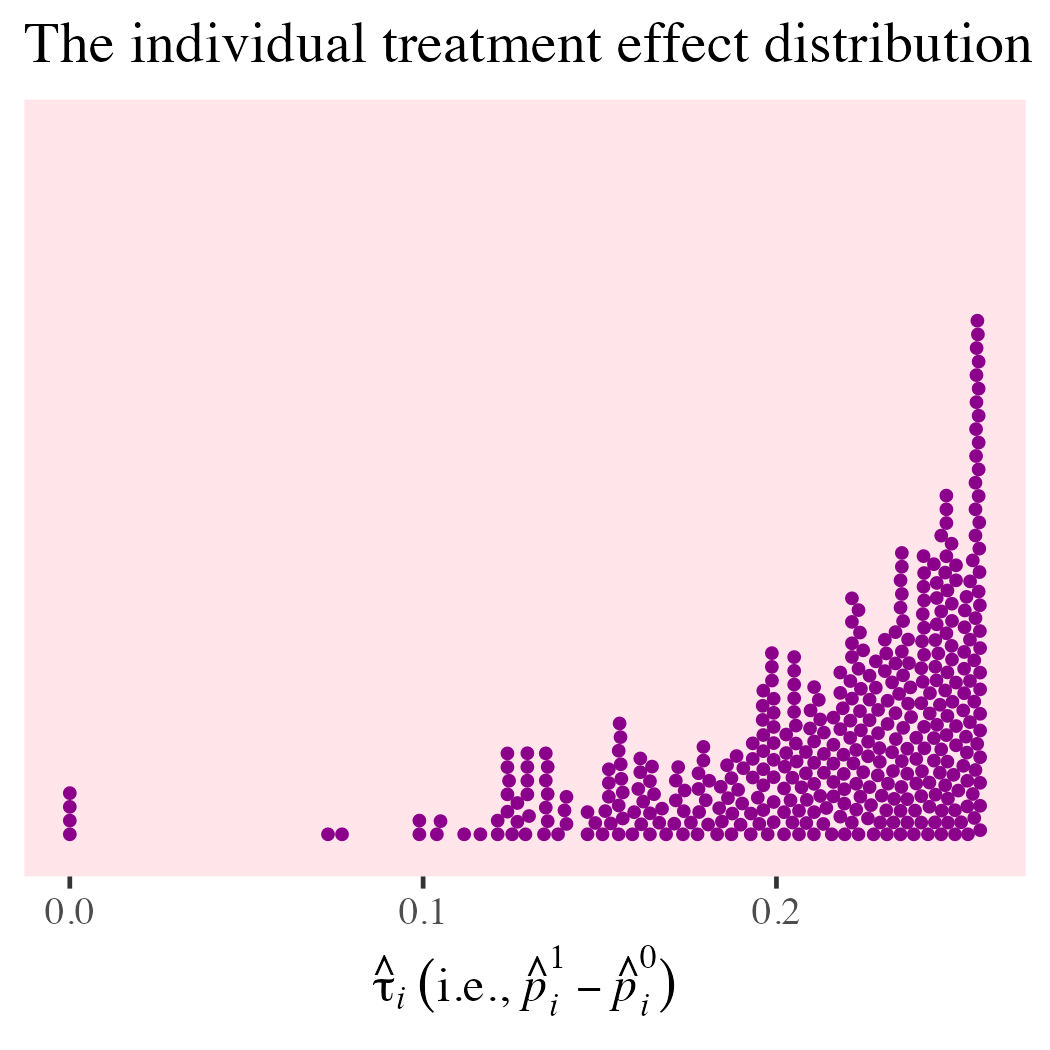 The individual treatment effect distribution
0.0 0.1 0.2
τ̂ᵢ (i.e., p̂ᵢ¹ − p̂ᵢ⁰)